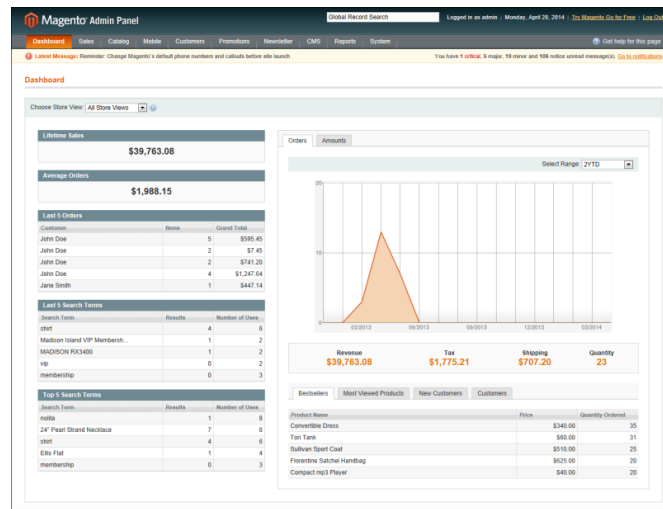 Magento® Admin Panel
Global Record Search
Logged in as admin | Monday, April 28, 2014 | Try Magento Go for Free | Log Out
Dashboard Sales Catalog Mobile Customers Promotions Newsletter CMS Reports System
Get help for this page
Latest Message: Reminder: Change Magento's default phone numbers and callouts before site launch
You have 1 critical, 5 major, 19 minor and 106 notice unread message(s). Go to notifications
Dashboard
Choose Store View: All Store Views
Lifetime Sales
$39,763.08
Average Orders
$1,988.15
Last 5 Orders
Customer Items Grand Total
John Doe 5 $595.45
John Doe 2 $7.45
John Doe 2 $741.20
John Doe 4 $1,247.64
Jane Smith 1 $447.14
Last 5 Search Terms
Search Term Results Number of Uses
shirt 4 6
Madison Island VIP Membersh... 1 2
MADISON RX3400 1 2
vip 0 2
membership 0 3
Top 5 Search Terms
Search Term Results Number of Uses
nolita 1 8
24" Pearl Strand Necklace 7 6
shirt 4 6
Ellis Flat 1 4
membership 0 3
Orders Amounts
Select Range: 2YTD
20
10
0
03/2013 06/2013 09/2013 12/2013 03/2014
Revenue Tax Shipping Quantity
$39,763.08 $1,775.21 $707.20 23
Bestsellers Most Viewed Products New Customers Customers
Product Name Price Quantity Ordered
Convertible Dress $340.00 35
Tori Tank $60.00 31
Sullivan Sport Coat $510.00 25
Florentine Satchel Handbag $625.00 20
Compact mp3 Player $40.00 20